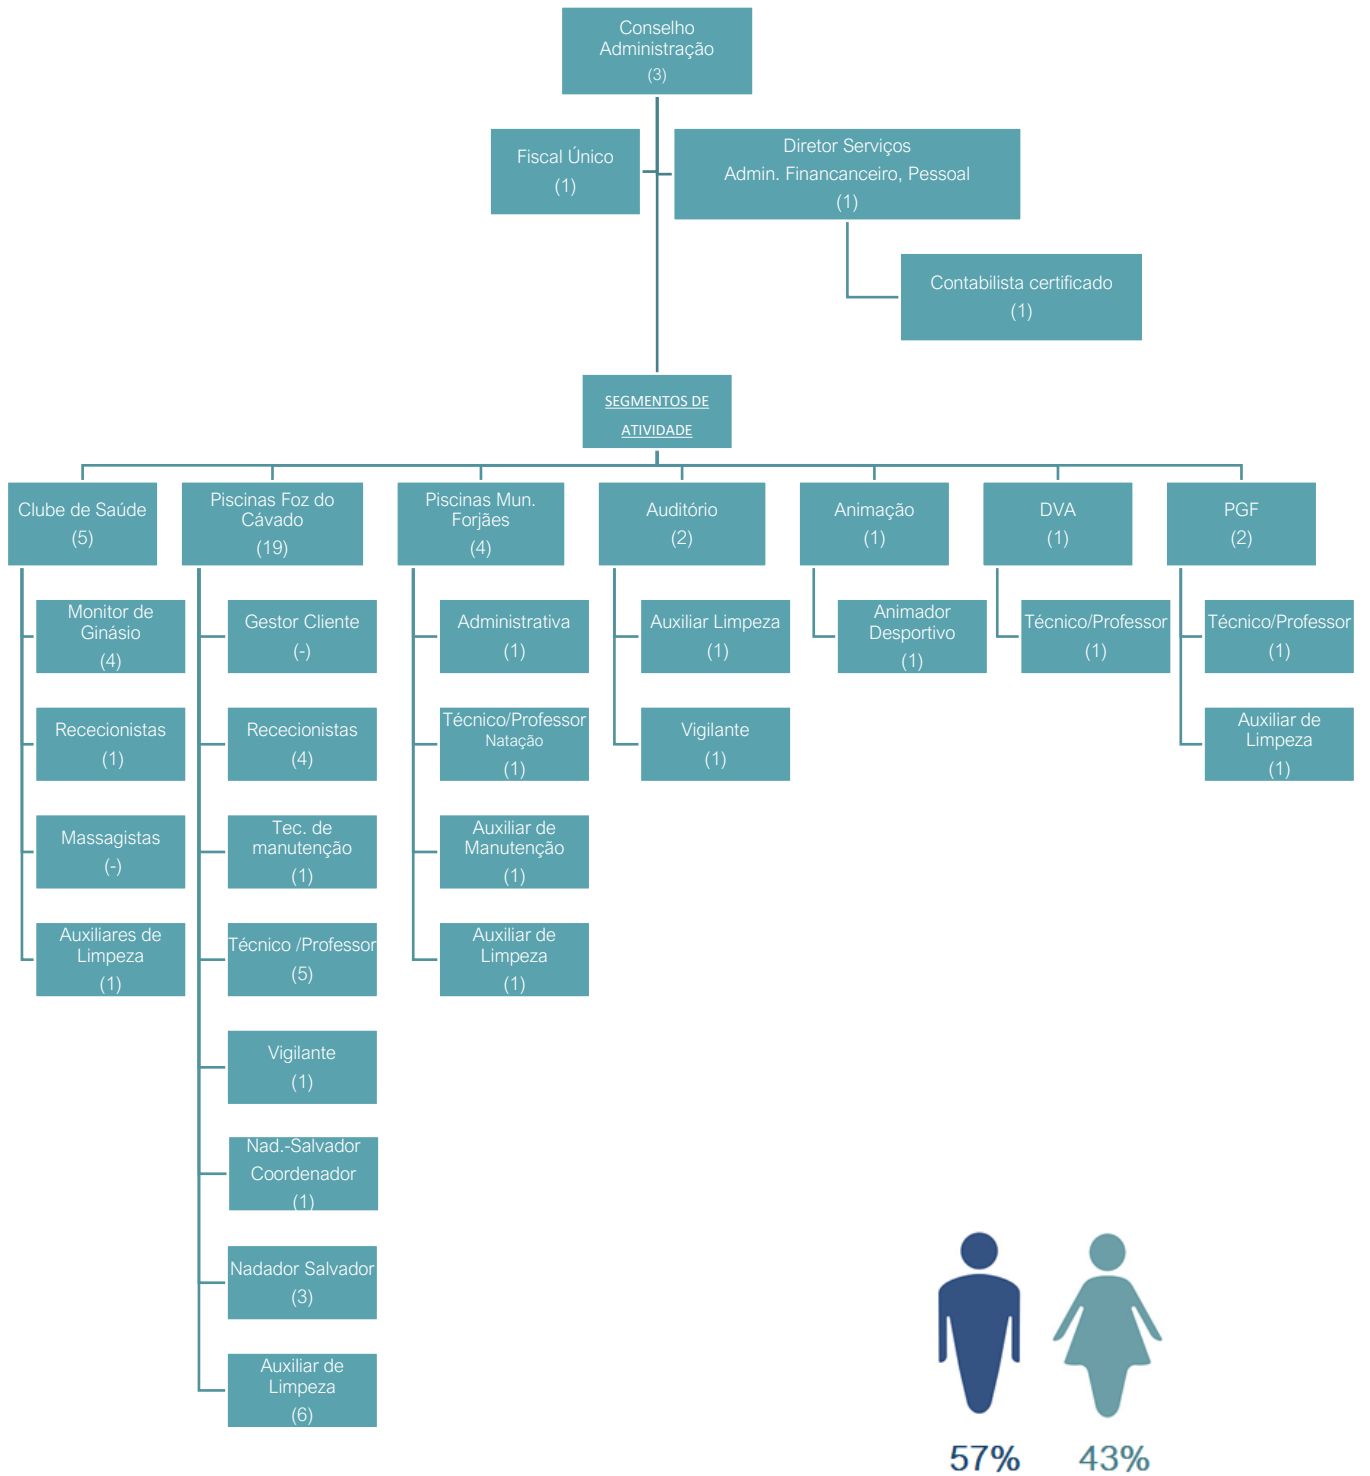 Conselho
Administração
(3)
Fiscal Único
(1)
Diretor Serviços
Admin. Financanceiro, Pessoal
(1)
Contabilista certificado
(1)
SEGMENTOS DE
ATIVIDADE
Clube de Saúde
(5)
Monitor de
Ginásio
(4)
Rececionistas
(1)
Massagistas
(-)
Auxiliares de
Limpeza
(1)
Piscinas Foz do
Cávado
(19)
Gestor Cliente
(-)
Rececionistas
(4)
Tec. de
manutenção
(1)
Técnico /Professor
(5)
Vigilante
(1)
Nad.-Salvador
Coordenador
(1)
Nadador Salvador
(3)
Auxiliar de
Limpeza
(6)
Piscinas Mun.
Forjães
(4)
Administrativa
(1)
Técnico/Professor
Natação
(1)
Auxiliar de
Manutenção
(1)
Auxiliar de
Limpeza
(1)
Auditório
(2)
Auxiliar Limpeza
(1)
Vigilante
(1)
Animação
(1)
Animador
Desportivo
(1)
DVA
(1)
Técnico/Professor
(1)
PGF
(2)
Técnico/Professor
(1)
Auxiliar de
Limpeza
(1)
57%
43%